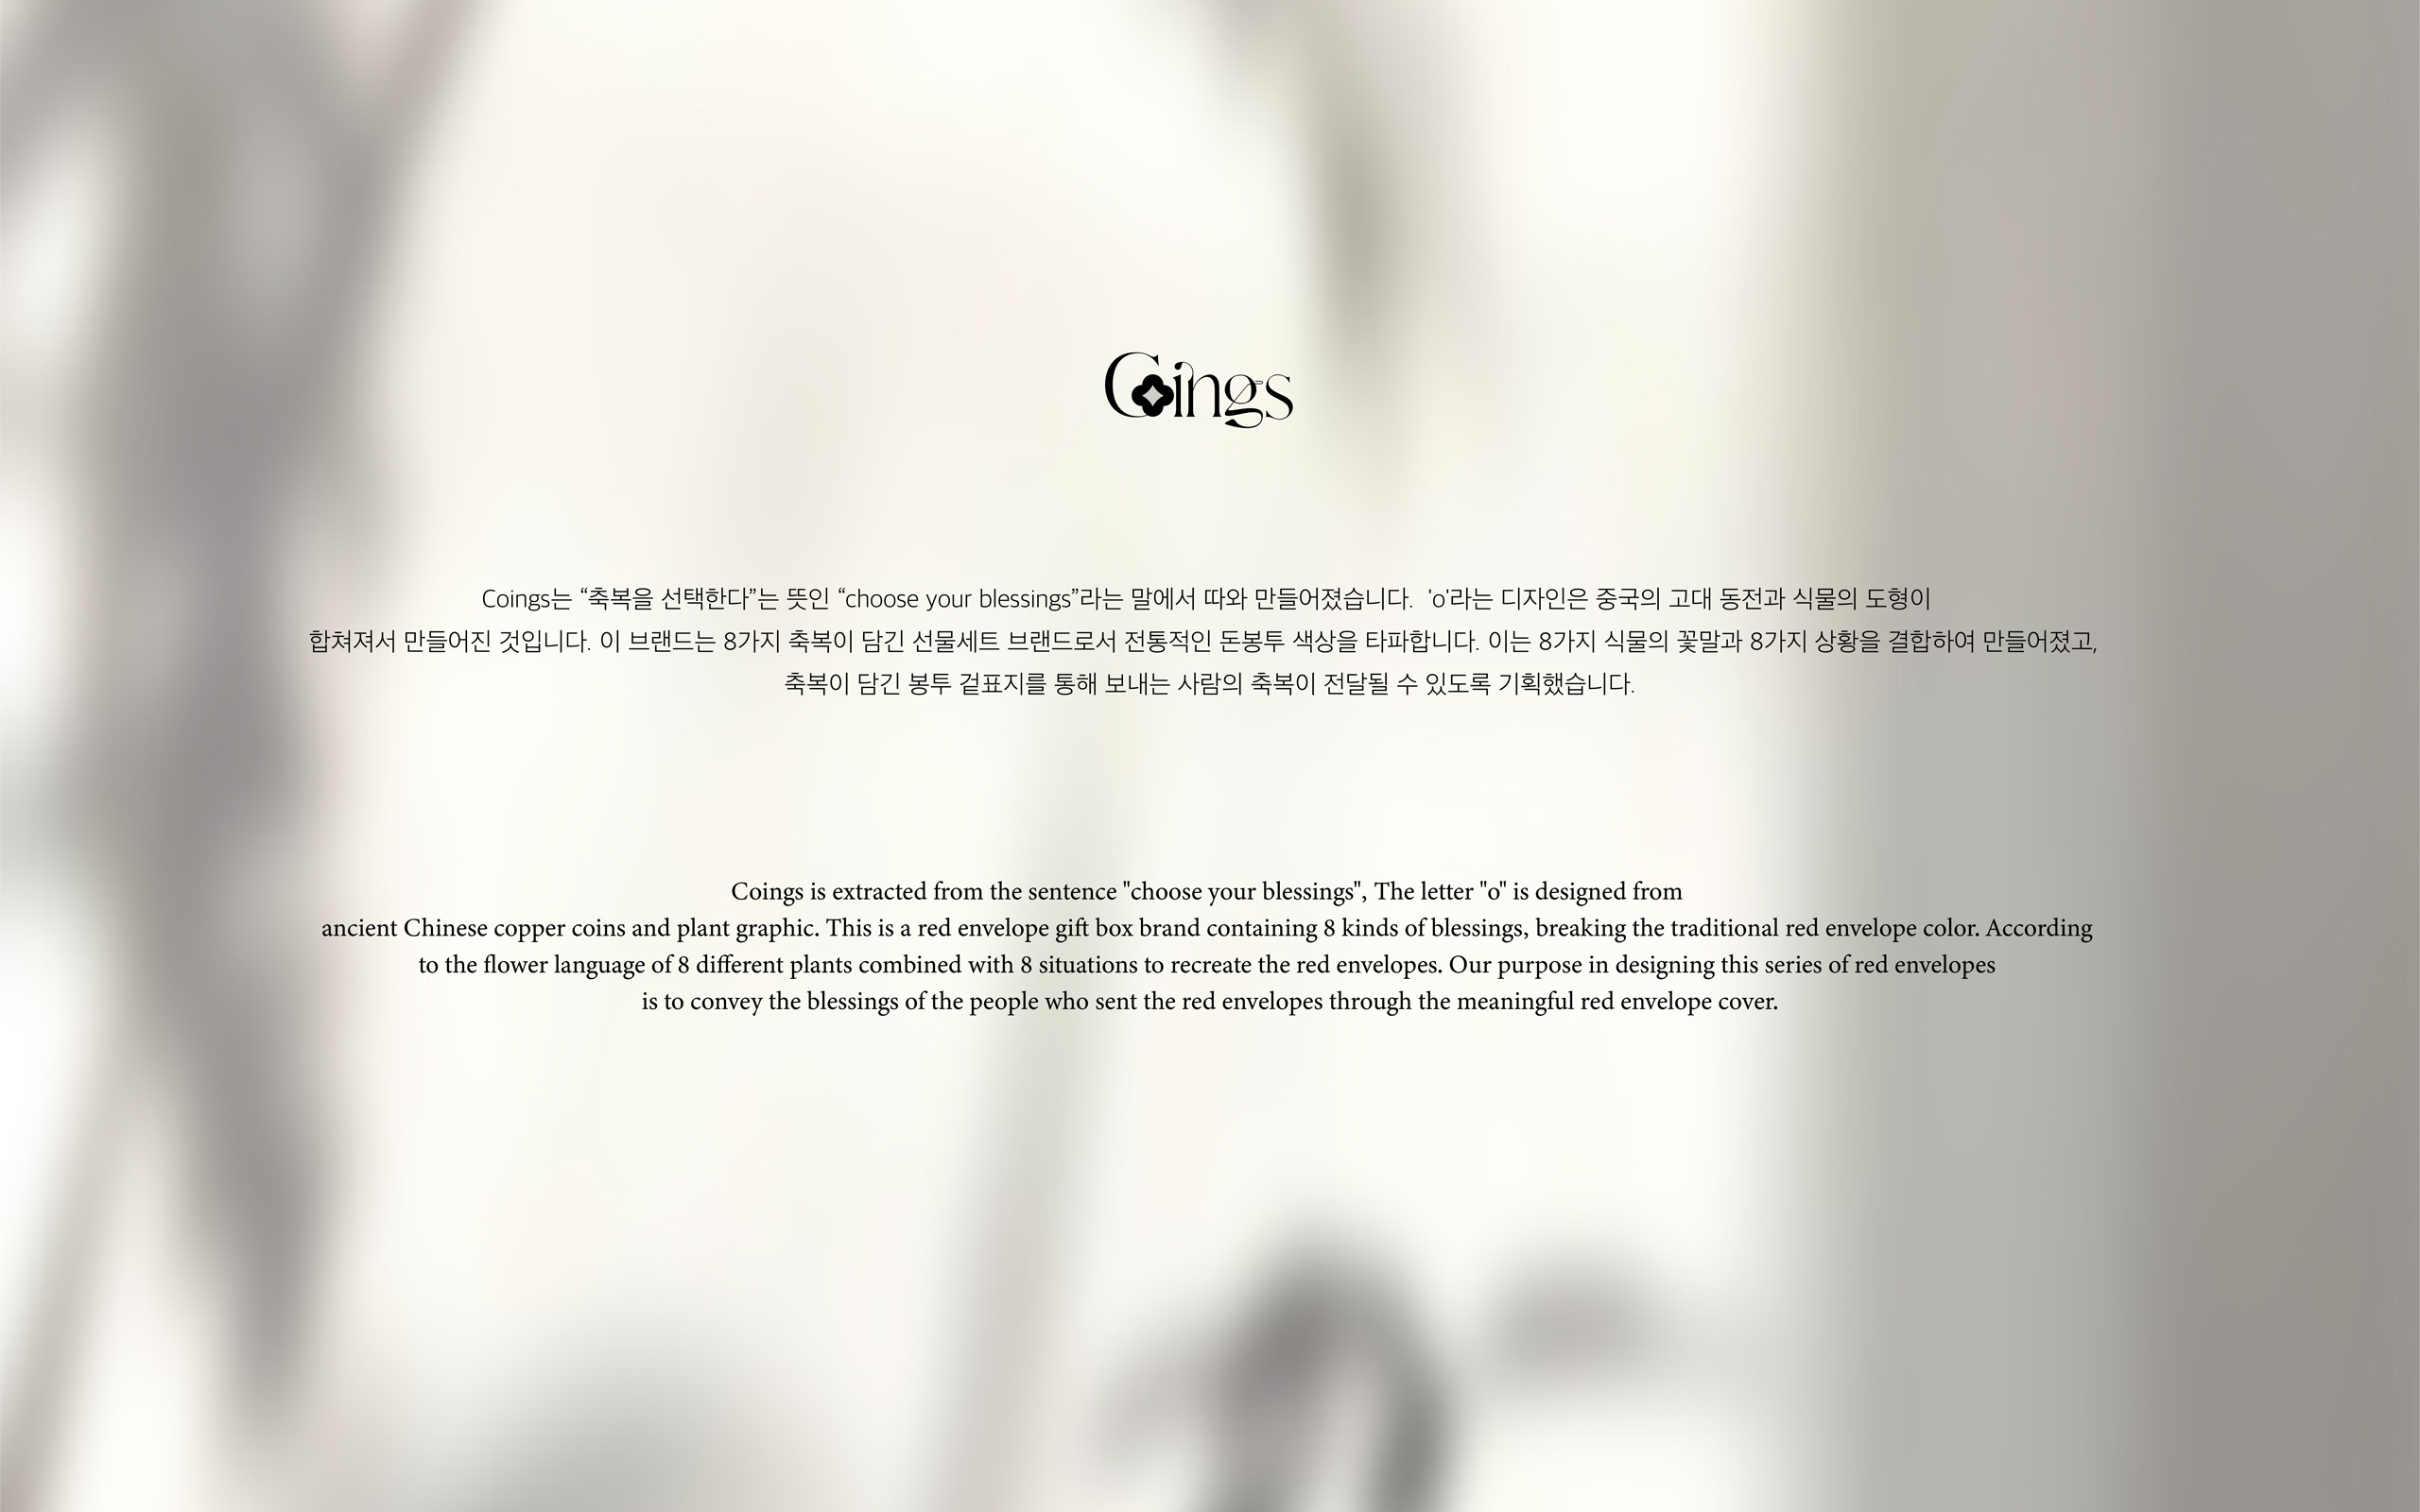 Coings
Coings는 “축복을 선택한다”는 뜻인 “choose your blessings”라는 말에서 따와 만들어졌습니다. 'o'라는 디자인은 중국의 고대 동전과 식물의 도형이
합쳐져서 만들어진 것입니다. 이 브랜드는 8가지 축복이 담긴 선물세트 브랜드로서 전통적인 돈봉투 색상을 타파합니다. 이는 8가지 식물의 꽃말과 8가지 상황을 결합하여 만들어졌고,
축복이 담긴 봉투 겉표지를 통해 보내는 사람의 축복이 전달될 수 있도록 기획했습니다.
Coings is extracted from the sentence "choose your blessings", The letter "o" is designed from
ancient Chinese copper coins and plant graphic. This is a red envelope gift box brand containing 8 kinds of blessings, breaking the traditional red envelope color. According
to the flower language of 8 different plants combined with 8 situations to recreate the red envelopes. Our purpose in designing this series of red envelopes
is to convey the blessings of the people who sent the red envelopes through the meaningful red envelope cover.